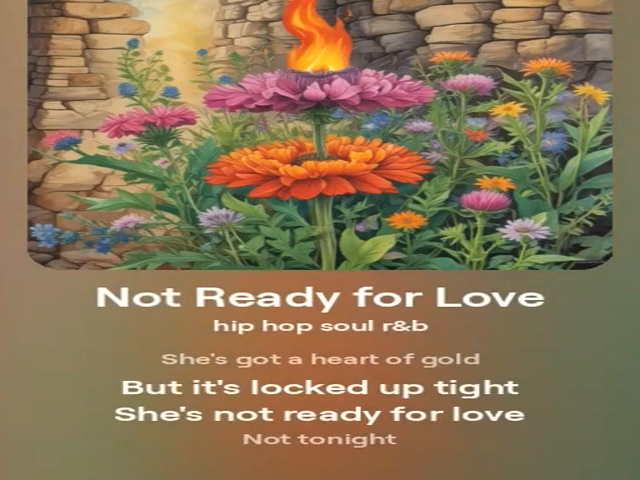 Not Ready for Love
hip hop soul r&b
She's got a heart of gold
But it's locked up tight
She's not ready for love
Not tonight